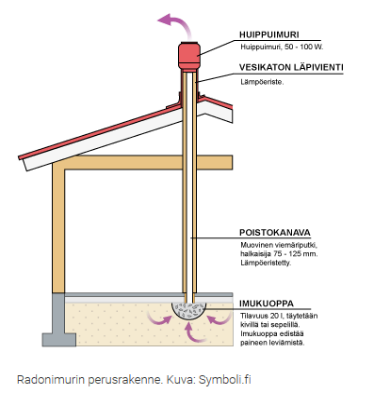 HUIPPUIMURI
Huippuimuri, 50 - 100 W.
VESIKATON LÄPIVIENTI
Lämpöeriste.
POISTOKANAVA
Muovinen viemäriputki,
halkaisija 75 - 125 mm.
Lämpöeristetty.
IMUKUOPPA
Tilavuus 20 l, täytetään
kivillä tai sepelillä.
Imukuoppa edistää
paineen leviämistä.
Radonimurin perusrakenne. Kuva: Symboli.fi